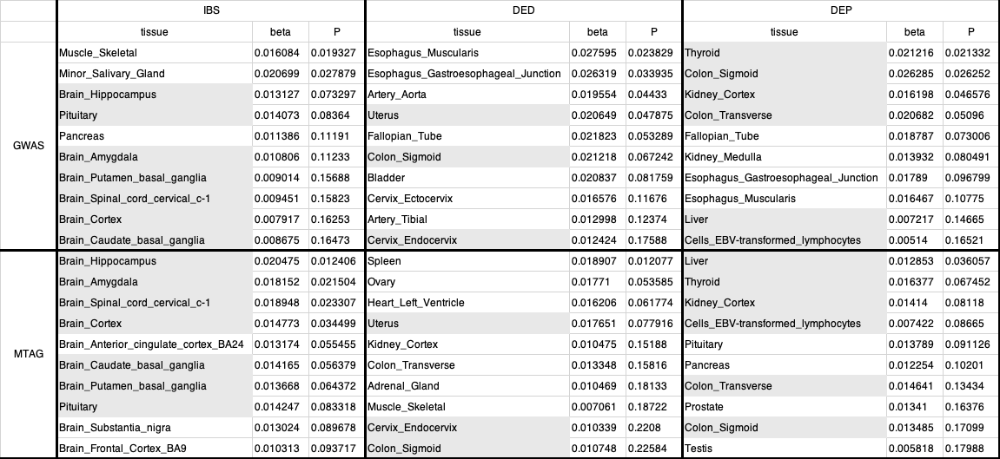 IBS DED DEP
tissue beta P tissue beta P tissue beta P
GWAS
Muscle_Skeletal 0.016084 0.019327 Esophagus_Muscularis 0.027595 0.023829 Thyroid 0.021216 0.021332
Minor_Salivary_Gland 0.020699 0.027879 Esophagus_Gastroesophageal_Junction 0.026319 0.033935 Colon_Sigmoid 0.026285 0.026252
Brain_Hippocampus 0.013127 0.073297 Artery_Aorta 0.019554 0.04433 Kidney_Cortex 0.016198 0.046576
Pituitary 0.014073 0.08364 Uterus 0.020649 0.047875 Colon_Transverse 0.020682 0.05096
Pancreas 0.011386 0.11191 Fallopian_Tube 0.021823 0.053289 Fallopian_Tube 0.018787 0.073006
Brain_Amygdala 0.010806 0.11233 Colon_Sigmoid 0.021218 0.067242 Kidney_Medulla 0.013932 0.080491
Brain_Putamen_basal_ganglia 0.009014 0.15688 Bladder 0.020837 0.081759 Esophagus_Gastroesophageal_Junction 0.01789 0.096799
Brain_Spinal_cord_cervical_c-1 0.009451 0.15823 Cervix_Ectocervix 0.016576 0.11676 Esophagus_Muscularis 0.016467 0.10775
Brain_Cortex 0.007917 0.16253 Artery_Tibial 0.012998 0.12374 Liver 0.007217 0.14665
Brain_Caudate_basal_ganglia 0.008675 0.16473 Cervix_Endocervix 0.012424 0.17588 Cells_EBV-transformed_lymphocytes 0.00514 0.16521
MTAG
Brain_Hippocampus 0.020475 0.012406 Spleen 0.018907 0.012077 Liver 0.012853 0.036057
Brain_Amygdala 0.018152 0.021504 Ovary 0.01771 0.053585 Thyroid 0.016377 0.067452
Brain_Spinal_cord_cervical_c-1 0.018948 0.023307 Heart_Left_Ventricle 0.016206 0.061774 Kidney_Cortex 0.01414 0.08118
Brain_Cortex 0.014773 0.034499 Uterus 0.017651 0.077916 Cells_EBV-transformed_lymphocytes 0.007422 0.08665
Brain_Anterior_cingulate_cortex_BA24 0.013174 0.055455 Kidney_Cortex 0.010475 0.15188 Pituitary 0.013789 0.091126
Brain_Caudate_basal_ganglia 0.014165 0.056379 Colon_Transverse 0.013348 0.15816 Pancreas 0.012254 0.10201
Brain_Putamen_basal_ganglia 0.013668 0.064372 Adrenal_Gland 0.010469 0.18133 Colon_Transverse 0.014641 0.13434
Pituitary 0.014247 0.083318 Muscle_Skeletal 0.007061 0.18722 Prostate 0.01341 0.16376
Brain_Substantia_nigra 0.013024 0.089678 Cervix_Endocervix 0.010339 0.2208 Colon_Sigmoid 0.013485 0.17099
Brain_Frontal_Cortex_BA9 0.010313 0.093717 Colon_Sigmoid 0.010748 0.22584 Testis 0.005818 0.17988